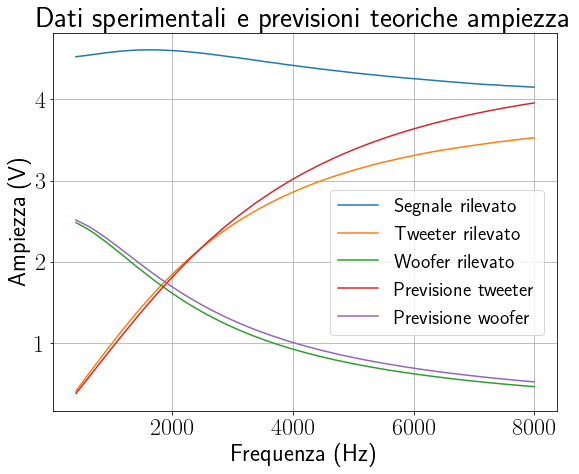 Dati sperimentali e previsioni teoriche ampiezza
Ampiezza (V)
4
3
2
1
Segnale rilevato
Tweeter rilevato
Woofer rilevato
Previsione tweeter
Previsione woofer
2000 4000 6000 8000
Frequenza (Hz)